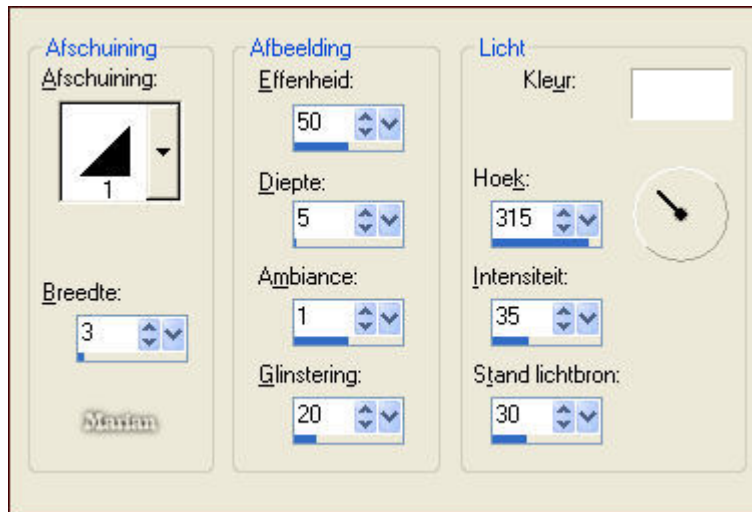 Afschuining
Afschuining:
1
Breedte:
3
Marian
Afbeelding
Effenheid:
50
Diepte:
5
Ambiance:
1
Glinstering:
20
Licht
Kleur:
Hoek:
315
Intensiteit:
35
Stand lichtbron:
30